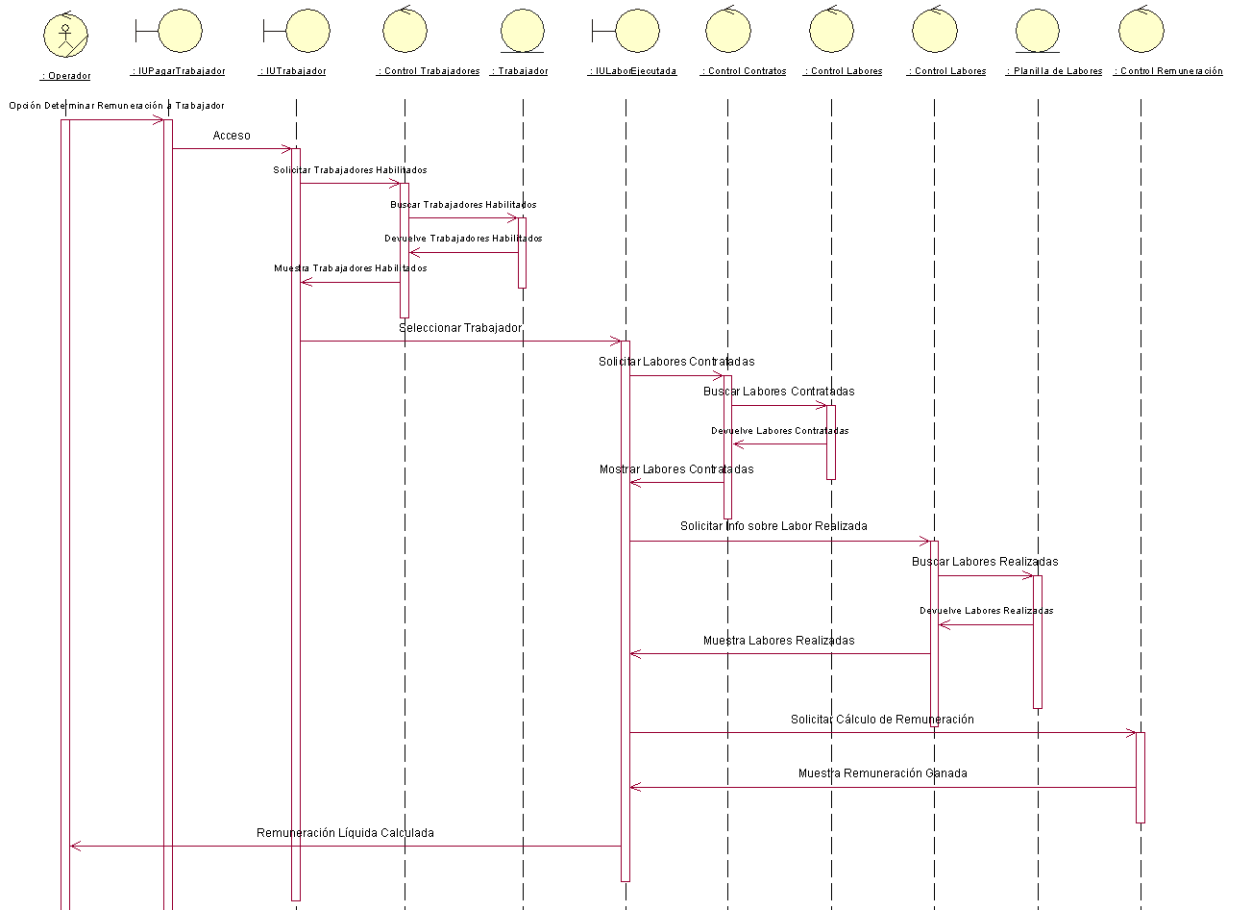 : Operador
: IUPagarTrabajador
: IUTrabajador
: Control Trabajadores
: Trabajador
: IULaborEjecutada
: Control Contratos
: Control Labores
: Control Labores
: Planilla de Labores
: Control Remuneración
Opción Determinar Remuneración a Trabajador
Acceso
Solicitar Trabajadores Habilitados
Buscar Trabajadores Habilitados
Devuelve Trabajadores Habilitados
Muestra Trabajadores Habilitados
Seleccionar Trabajador
Solicitar Labores Contratadas
Buscar Labores Contratadas
Devuelve Labores Contratadas
Mostrar Labores Contratadas
Solicitar Info sobre Labor Realizada
Buscar Labores Realizadas
Devuelve Labores Realizadas
Muestra Labores Realizadas
Solicitar Cálculo de Remuneración
Muestra Remuneración Ganada
Remuneración Líquida Calculada